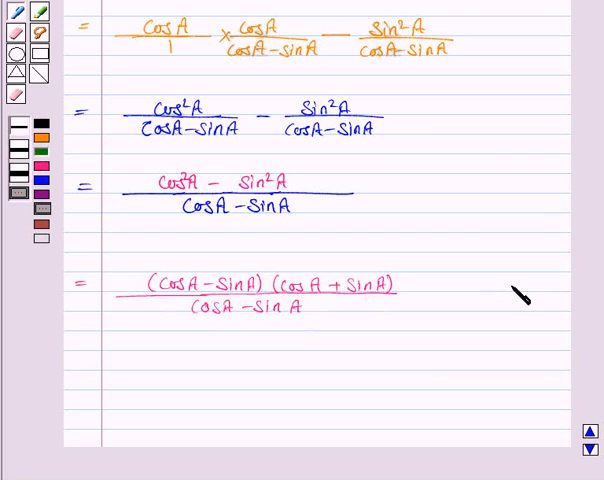 = CosA/1 × CosA/(CosA-SinA) - Sin²A/(CosA-SinA)
= Cos²A/(CosA-SinA) - Sin²A/(CosA-SinA)
= (Cos²A - Sin²A)/(CosA-SinA)
= (CosA-SinA)(CosA+SinA)/(CosA-SinA)